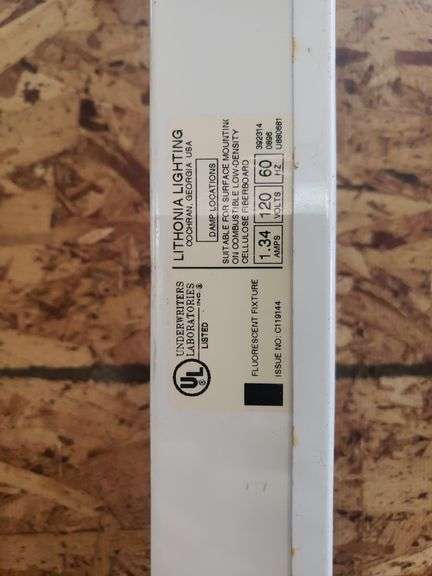 UL
®
UNDERWRITERS
LABORATORIES
INC.®
LISTED
LITHONIA LIGHTING
COCHRAN, GEORGIA USA
DAMP LOCATIONS
SUITABLE FOR SURFACE MOUNTING
ON COMBUSTIBLE LOW-DENSITY
CELLULOSE FIBERBOARD
FLUORESCENT FIXTURE
ISSUE NO: C119144
1.34 120 60
AMPS VOLTS HZ
392314
0896
U880681